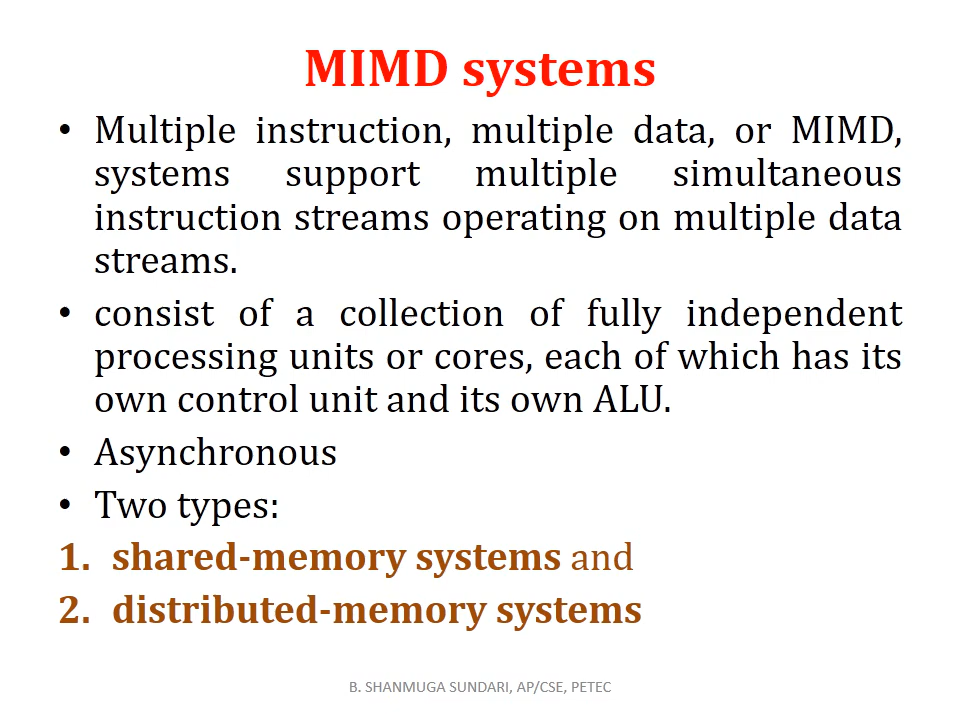 MIMD systems
• Multiple instruction, multiple data, or MIMD,
systems support multiple simultaneous
instruction streams operating on multiple data
streams.
• consist of a collection of fully independent
processing units or cores, each of which has its
own control unit and its own ALU.
• Asynchronous
• Two types:
1. shared-memory systems and
2. distributed-memory systems
B. SHANMUGA SUNDARI, AP/CSE, PETEC